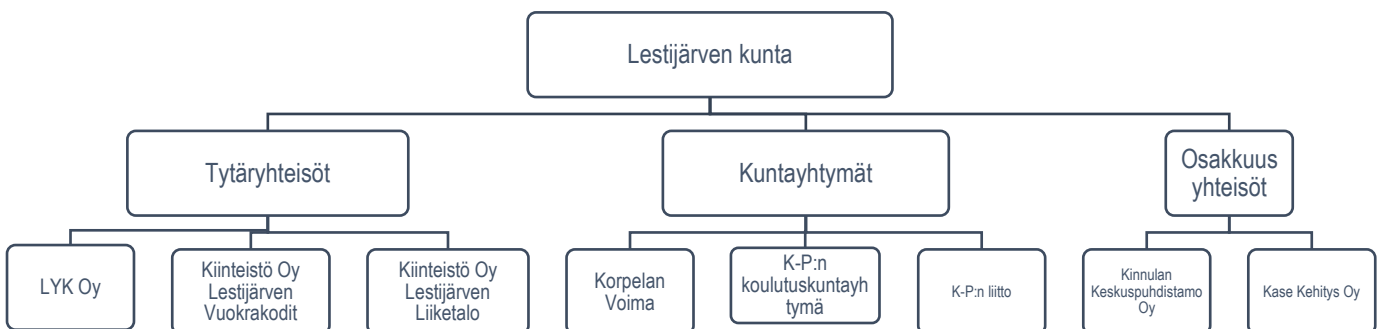 Lestijärven kunta
Tytäryhteisöt
Kuntayhtymät
Osakkuus
yhteisöt
LYK Oy
Kiinteistö Oy
Lestijärven
Vuokrakodit
Kiinteistö Oy
Lestijärven
Liiketalo
Korpelan
Voima
K-P:n
koulutuskuntayh
tymä
K-P:n liitto
Kinnulan
Keskuspuhdistamo
Oy
Kase Kehitys Oy